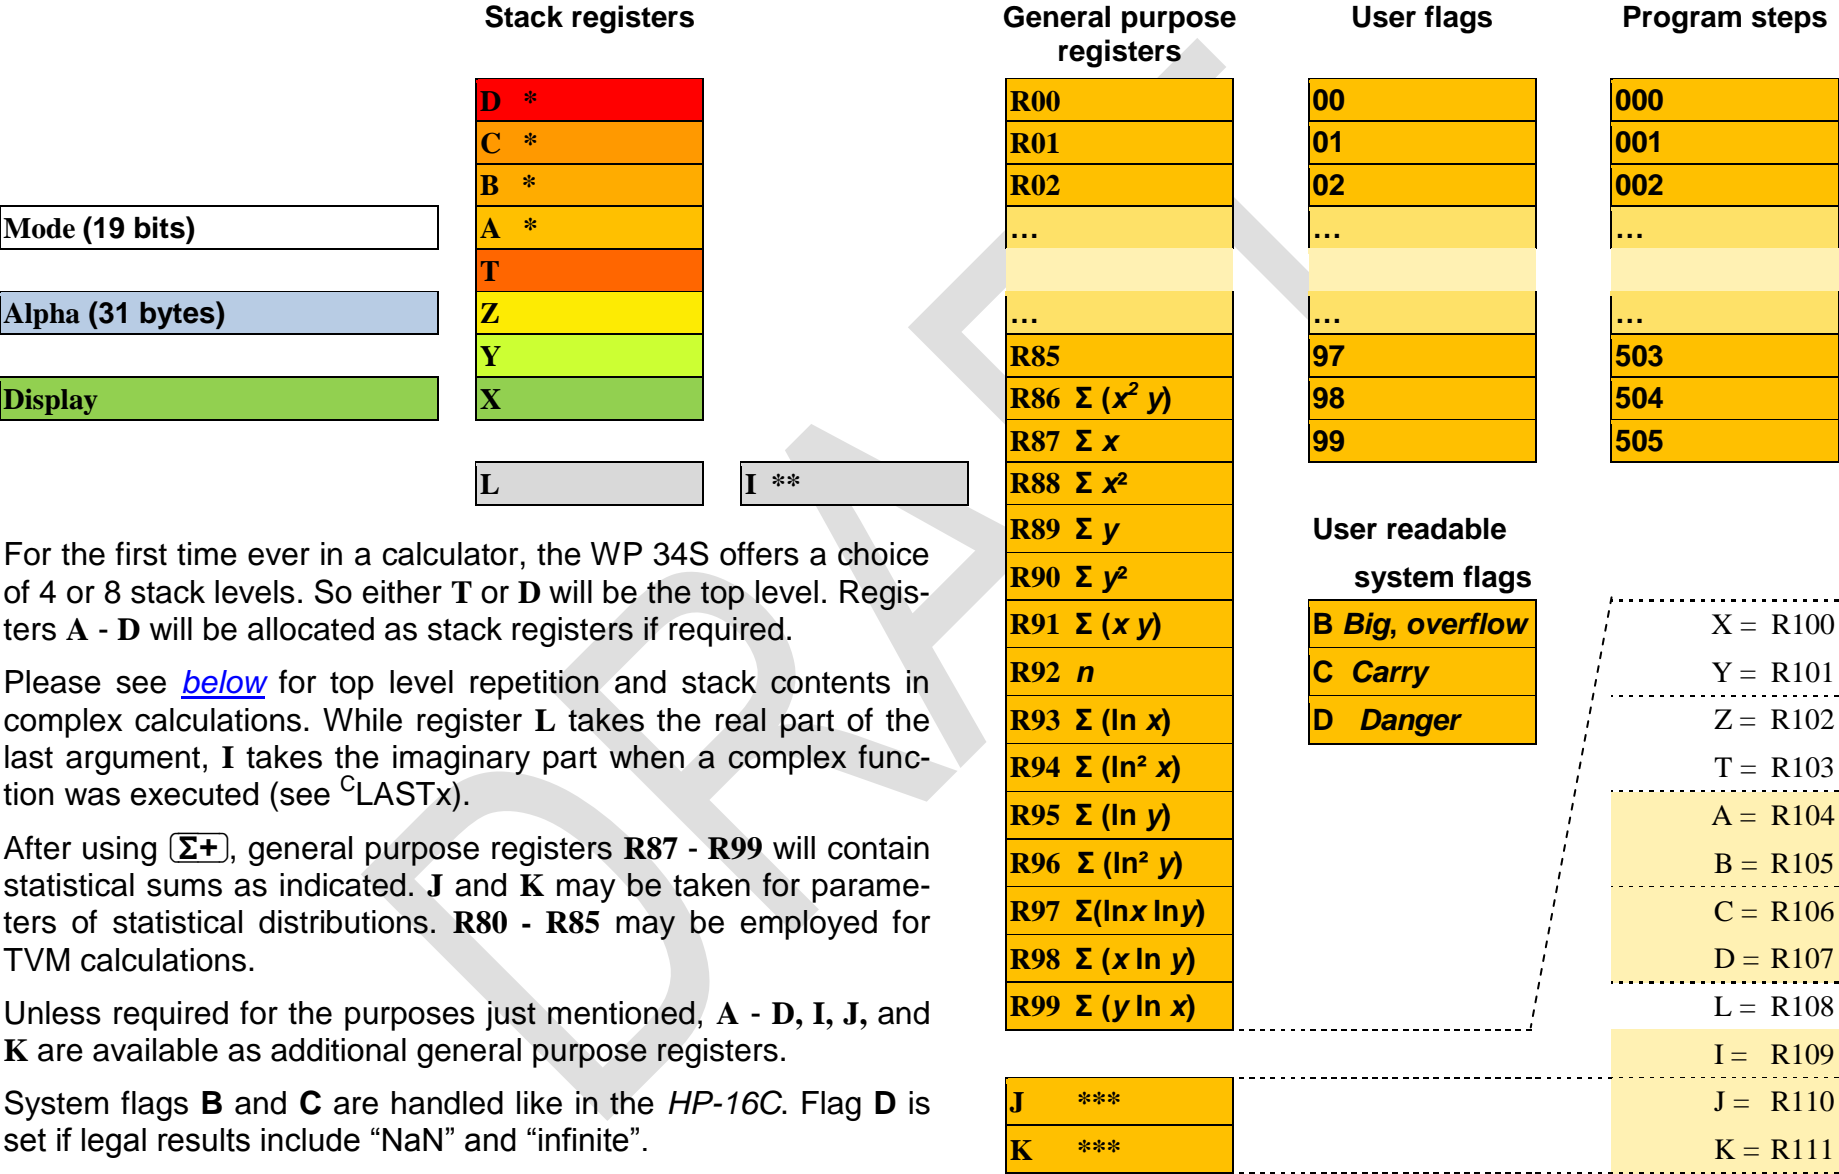 Stack registers
D *
C *
B *
A *
T
Z
Y
X
L
I **
Mode (19 bits)
Alpha (31 bytes)
Display
General purpose
registers
R00
R01
R02
…
…
R85
R86 Σ (x² y)
R87 Σ x
R88 Σ x²
R89 Σ y
R90 Σ y²
R91 Σ (x y)
R92 n
R93 Σ (ln x)
R94 Σ (ln² x)
R95 Σ (ln y)
R96 Σ (ln² y)
R97 Σ(lnx lny)
R98 Σ (x ln y)
R99 Σ (y ln x)
J ***
K ***
User flags
00
01
02
…
…
97
98
99
User readable
system flags
B Big, overflow
C Carry
D Danger
Program steps
000
001
002
…
…
503
504
505
X = R100
Y = R101
Z = R102
T = R103
A = R104
B = R105
C = R106
D = R107
L = R108
I = R109
J = R110
K = R111
For the first time ever in a calculator, the WP 34S offers a choice
of 4 or 8 stack levels. So either T or D will be the top level. Regis-
ters A - D will be allocated as stack registers if required.
Please see below for top level repetition and stack contents in
complex calculations. While register L takes the real part of the
last argument, I takes the imaginary part when a complex func-
tion was executed (see ᶜLASTx).
After using Σ+, general purpose registers R87 - R99 will contain
statistical sums as indicated. J and K may be taken for parame-
ters of statistical distributions. R80 - R85 may be employed for
TVM calculations.
Unless required for the purposes just mentioned, A - D, I, J, and
K are available as additional general purpose registers.
System flags B and C are handled like in the HP-16C. Flag D is
set if legal results include “NaN” and “infinite”.
DRAFT